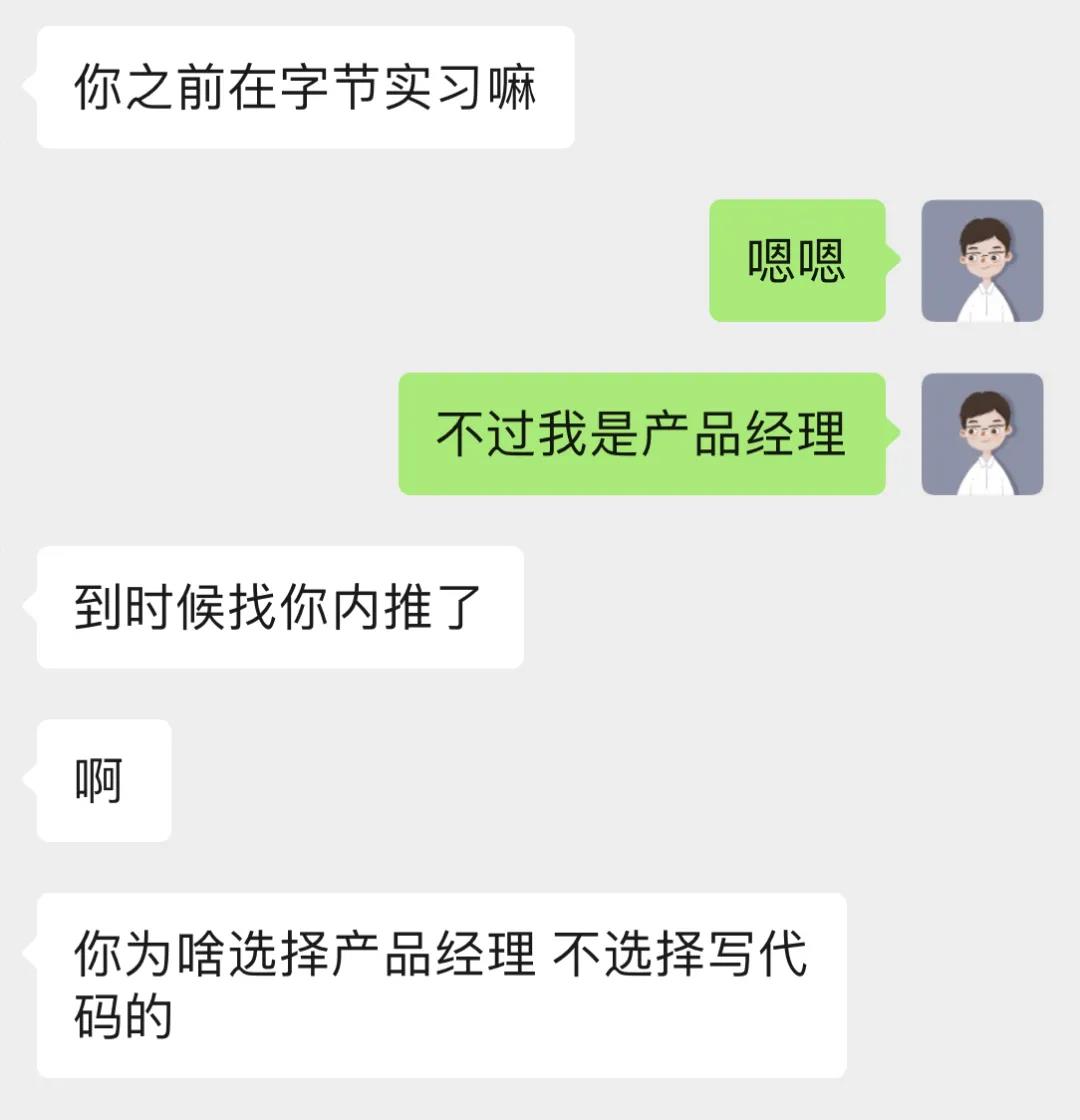 你之前在字节实习嘛
嗯嗯
不过我是产品经理
到时候找你内推了
啊
你为啥选择产品经理 不选择写代
码的